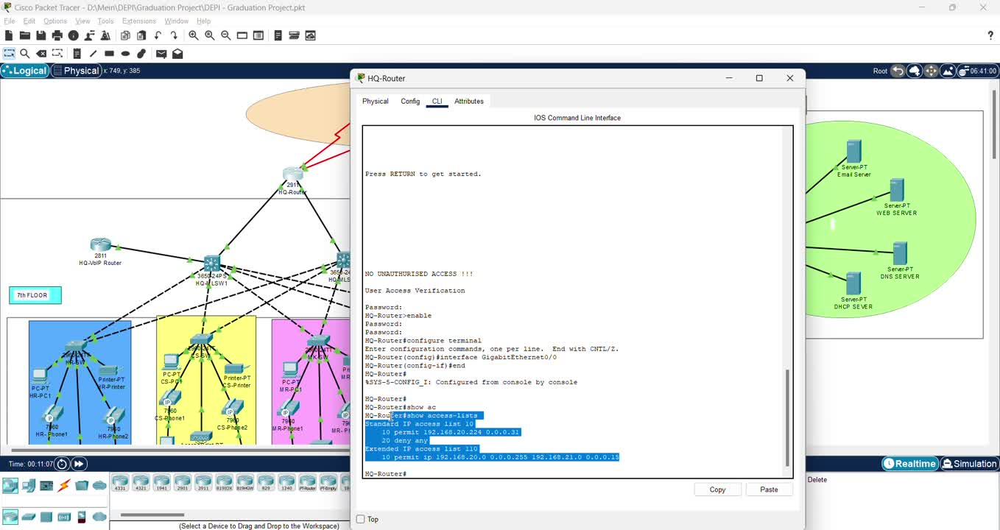 Cisco Packet Tracer - D:\Mein\DEPI\Graduation Project\DEPI - Graduation Project.pkt
File Edit Options View Tools Extensions Window Help
Logical Physical x: 749, y: 385
Root 06:41:00
HQ-Router
Physical Config CLI Attributes
IOS Command Line Interface
Press RETURN to get started.
NO UNAUTHURISED ACCESS !!!
User Access Verification
Password:
HQ-Router>enable
Password:
Password:
HQ-Router#configure terminal
Enter configuration commands, one per line. End with CNTL/Z.
HQ-Router(config)#interface GigabitEthernet0/0
HQ-Router(config-if)#end
HQ-Router#
%SYS-5-CONFIG_I: Configured from console by console
HQ-Router#
HQ-Router#show ac
HQ-Router#show access-lists
Standard IP access list 10
10 permit 192.168.20.224 0.0.0.31
20 deny any
Extended IP access list 110
10 permit ip 192.168.20.0 0.0.0.255 192.168.21.0 0.0.0.15
HQ-Router#
Copy Paste
Top
2911
HQ-Router
2811
HQ-VoIP Router
3650-24PS
HQ-MLSW1
3650-24
7th FLOOR
2960-24TT
HR-SW
PC-PT
HR-PC1
Printer-PT
HR-Printer
7960
HR-Phone1
7960
HR-Phone2
2960-24TT
CS-SW
PC-PT
CS-PC1
Printer-PT
CS-Printer
7960
CS-Phone1
7960
CS-Phone2
2960-24TT
MK-SW
PC-PT
MR-PC1
7960
MR-Phone1
Server-PT
Email Server
Server-PT
WEB SERVER
Server-PT
DNS SERVER
Server-PT
DHCP SEVER
Time: 00:11:07
Realtime Simulation
4331 4321 1941 2901 2911 819IOX 819HGW 829 1240 PT-Router PT-Empty
Delete
(Select a Device to Drag and Drop to the Workspace)